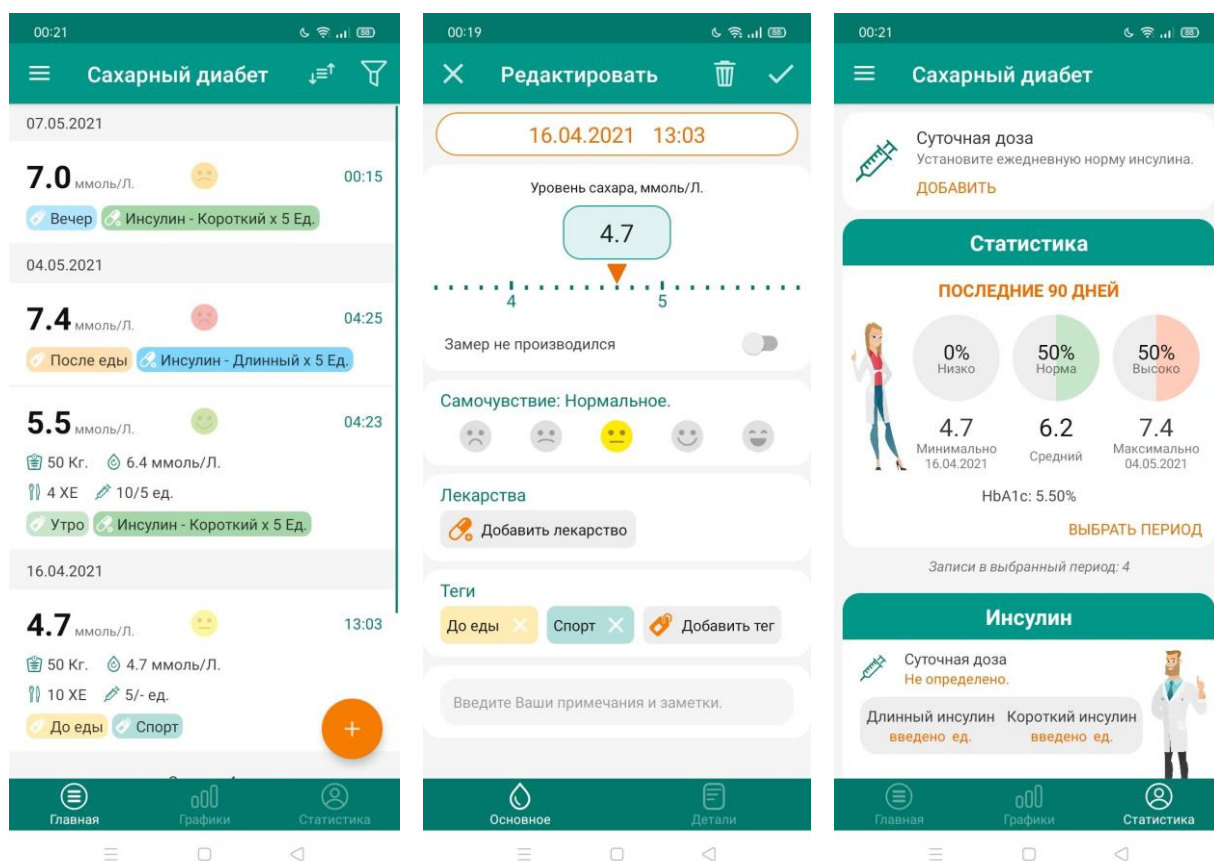 00:21
88
Сахарный диабет
07.05.2021
7.0 ммоль/Л.
00:15
Вечер
Инсулин - Короткий x 5 Ед.
04.05.2021
7.4 ммоль/Л.
04:25
После еды
Инсулин - Длинный x 5 Ед.
5.5 ммоль/Л.
04:23
50 Кг.
6.4 ммоль/Л.
4 ХЕ
10/5 ед.
Утро
Инсулин - Короткий x 5 Ед.
16.04.2021
4.7 ммоль/Л.
13:03
50 Кг.
4.7 ммоль/Л.
10 ХЕ
5/- ед.
До еды
Спорт
+
Главная
Графики
Статистика
00:19
88
Редактировать
16.04.2021 13:03
Уровень сахара, ммоль/Л.
4.7
4
5
Замер не производился
Самочувствие: Нормальное.
Лекарства
Добавить лекарство
Теги
До еды
Спорт
Добавить тег
Введите Ваши примечания и заметки.
Основное
Детали
00:21
88
Сахарный диабет
Суточная доза
Установите ежедневную норму инсулина.
ДОБАВИТЬ
Статистика
ПОСЛЕДНИЕ 90 ДНЕЙ
0%
Низко
50%
Норма
50%
Высоко
4.7
Минимально
16.04.2021
6.2
Средний
7.4
Максимально
04.05.2021
HbA1c: 5.50%
ВЫБРАТЬ ПЕРИОД
Записи в выбранный период: 4
Инсулин
Суточная доза
Не определено.
Длинный инсулин
введено ед.
Короткий инсулин
введено ед.
Главная
Графики
Статистика